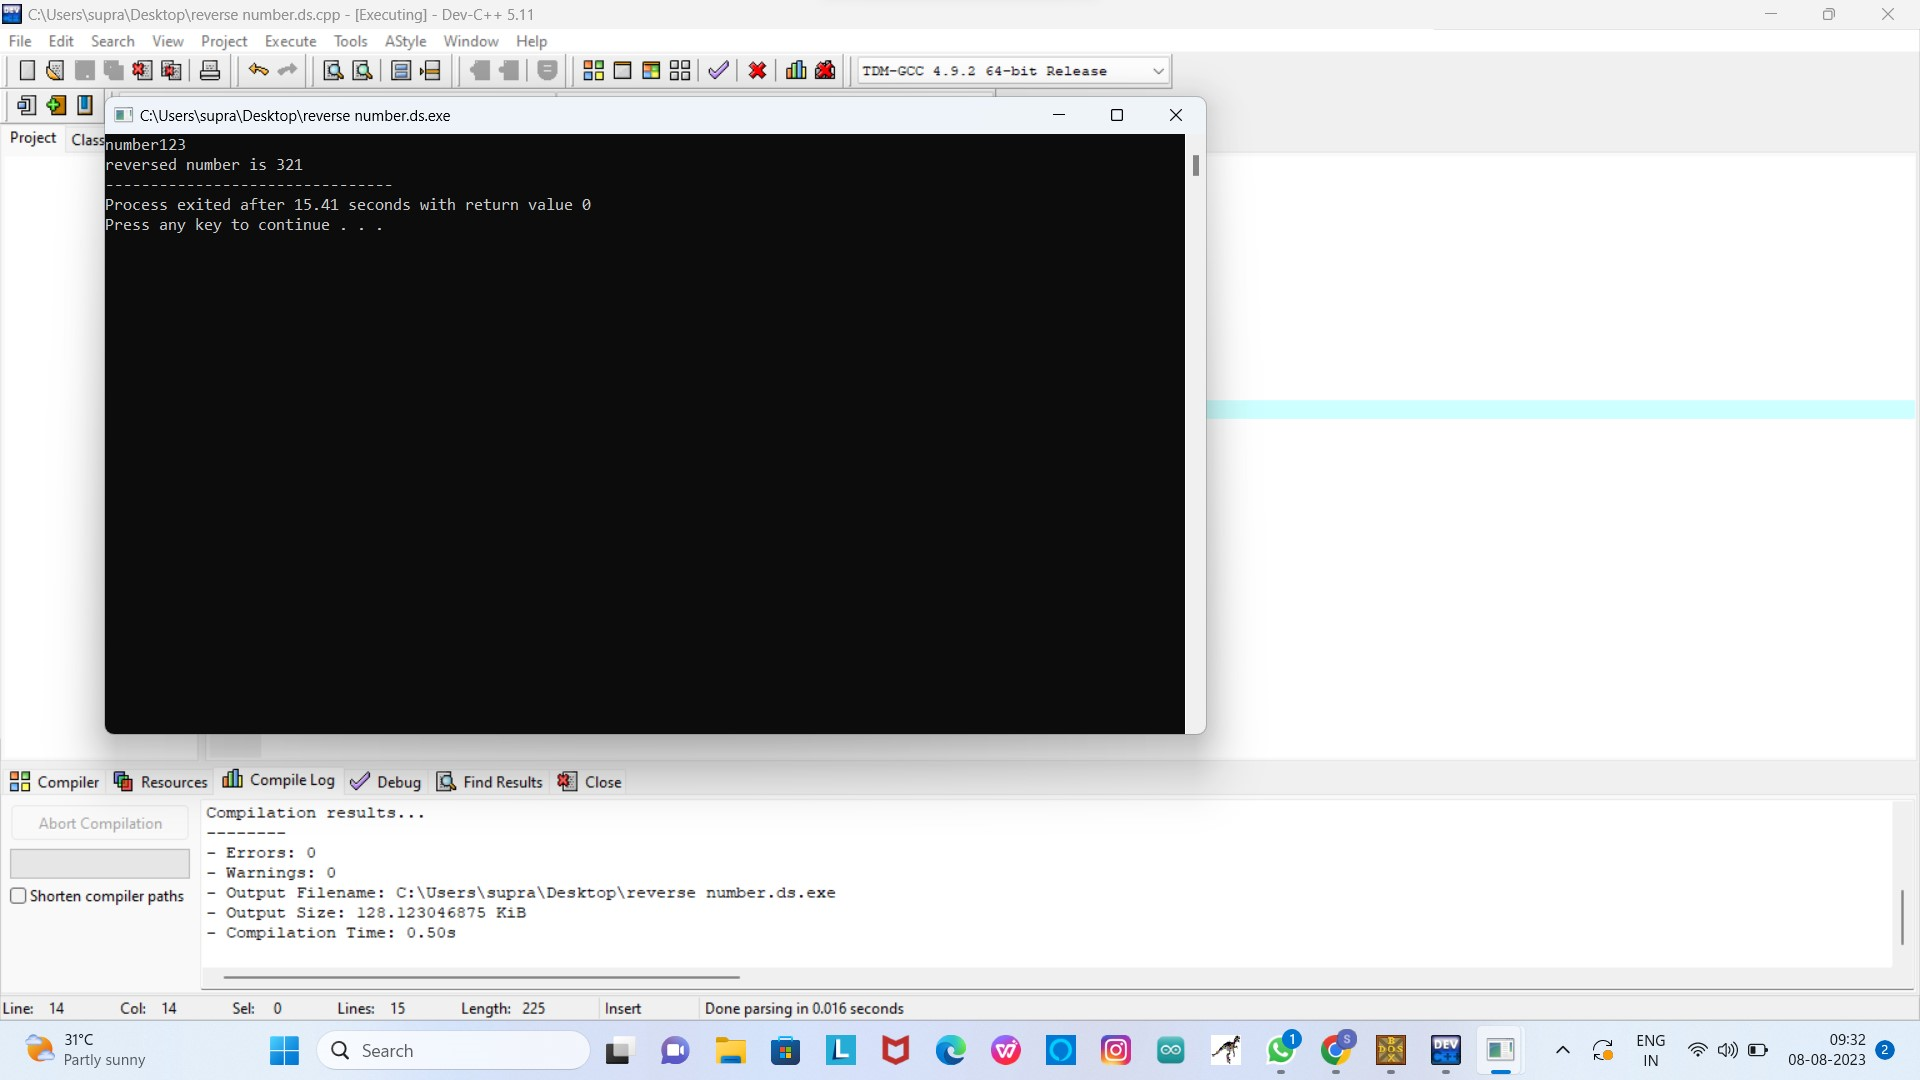 C:\Users\supra\Desktop\reverse number.ds.cpp - [Executing] - Dev-C++ 5.11
File Edit Search View Project Execute Tools AStyle Window Help
TDM-GCC 4.9.2 64-bit Release
Project Class
C:\Users\supra\Desktop\reverse number.ds.exe
number123
reversed number is 321
--------------------------------
Process exited after 15.41 seconds with return value 0
Press any key to continue . . .
Compiler Resources Compile Log Debug Find Results Close
Abort Compilation
Shorten compiler paths
Compilation results...
--------
- Errors: 0
- Warnings: 0
- Output Filename: C:\Users\supra\Desktop\reverse number.ds.exe
- Output Size: 128.123046875 KiB
- Compilation Time: 0.50s
Line: 14 Col: 14 Sel: 0 Lines: 15 Length: 225 Insert Done parsing in 0.016 seconds
31°C
Partly sunny
Search
ENG
IN
09:32
08-08-2023
2